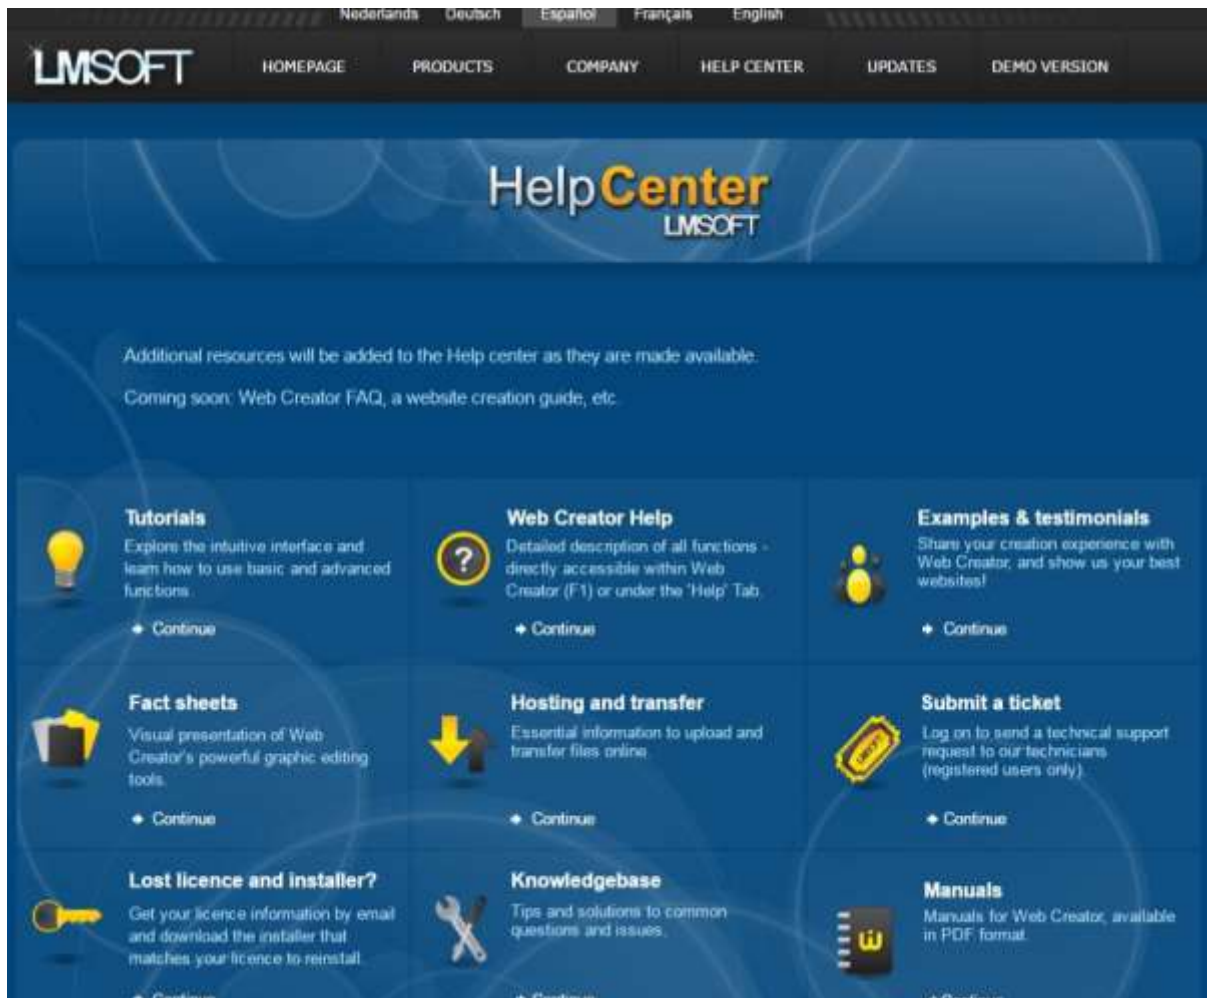 Nederlands Deutsch Español Français English
LMSOFT HOMEPAGE PRODUCTS COMPANY HELP CENTER UPDATES DEMO VERSION
HelpCenter
LMSOFT
Additional resources will be added to the Help center as they are made available.
Coming soon: Web Creator FAQ, a website creation guide, etc.
Tutorials
Explore the intuitive interface and
learn how to use basic and advanced
functions.
Continue
Web Creator Help
Detailed description of all functions -
directly accessible within Web
Creator (F1) or under the 'Help' Tab.
Continue
Examples & testimonials
Share your creation experience with
Web Creator, and show us your best
websites!
Continue
Fact sheets
Visual presentation of Web
Creator's powerful graphic editing
tools.
Continue
Hosting and transfer
Essential information to upload and
transfer files online.
Continue
Submit a ticket
Log on to send a technical support
request to our technicians
(registered users only).
Continue
Lost licence and installer?
Get your licence information by email
and download the installer that
matches your licence to reinstall.
Continue
Knowledgebase
Tips and solutions to common
questions and issues.
Continue
Manuals
Manuals for Web Creator, available
in PDF format.
Continue